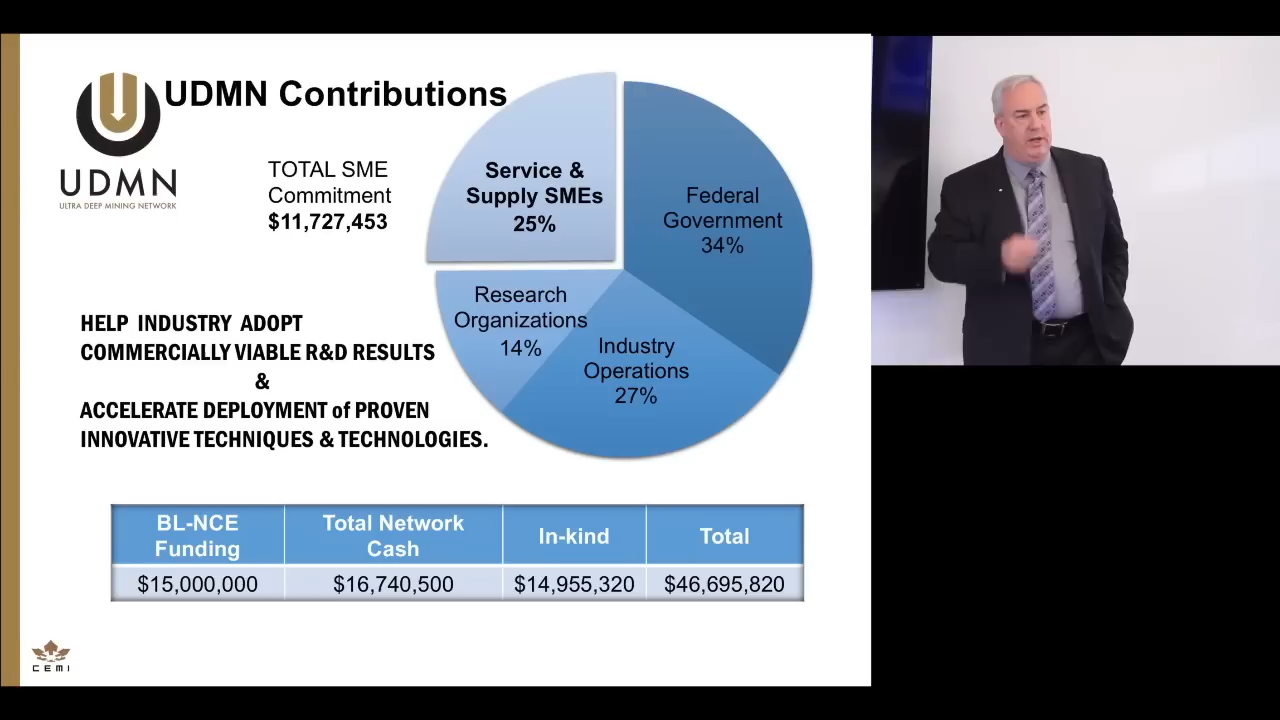 UDMN Contributions
UDMN
ULTRA DEEP MINING NETWORK
TOTAL SME
Commitment
$11,727,453
Service &
Supply SMEs
25%
Federal
Government
34%
Research
Organizations
14%
Industry
Operations
27%
HELP INDUSTRY ADOPT
COMMERCIALLY VIABLE R&D RESULTS
&
ACCELERATE DEPLOYMENT of PROVEN
INNOVATIVE TECHNIQUES & TECHNOLOGIES.
BL-NCE
Funding
Total Network
Cash
In-kind
Total
$15,000,000
$16,740,500
$14,955,320
$46,695,820
CEMI